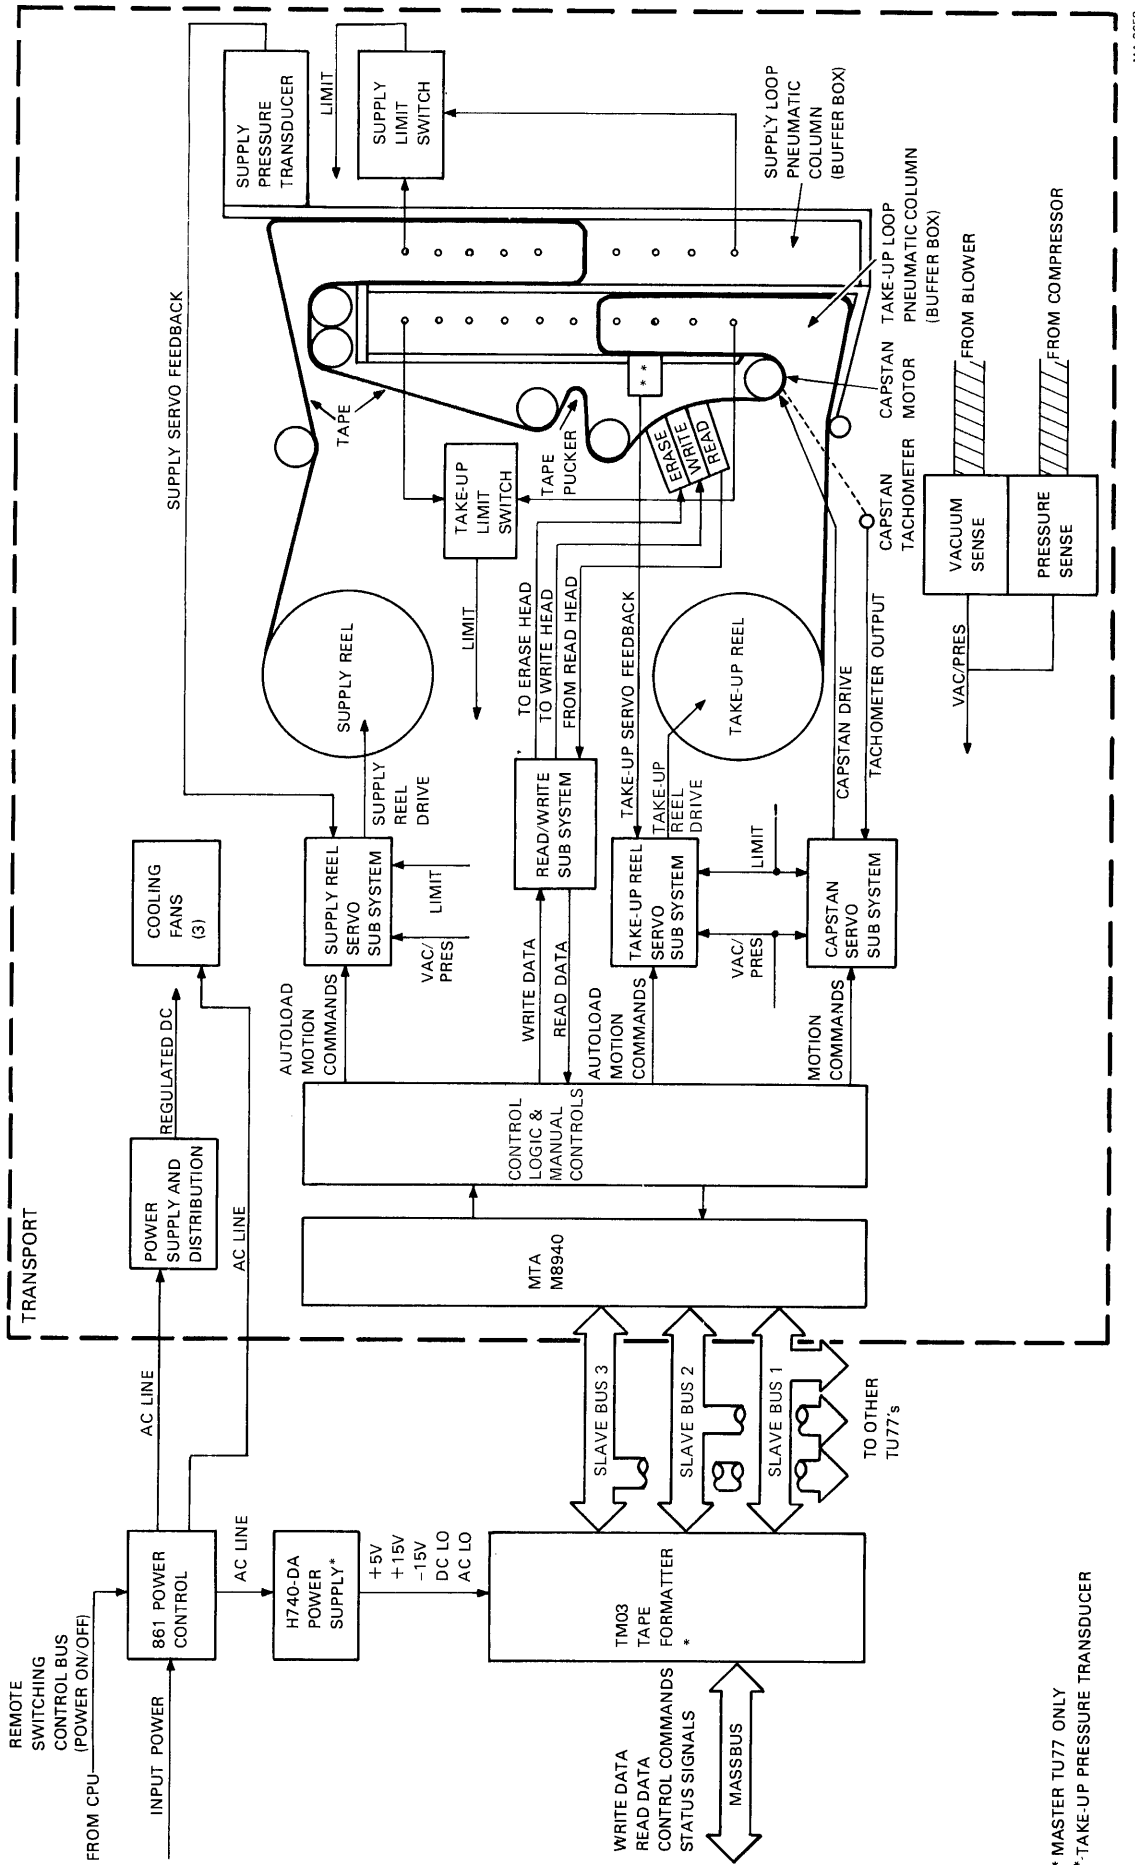 REMOTE
SWITCHING
CONTROL BUS
(POWER ON/OFF)
FROM CPU
INPUT POWER
861 POWER
CONTROL
AC LINE
AC LINE
AC LINE
H740-DA
POWER
SUPPLY*
+5V
+15V
-15V
DC LO
AC LO
TM03
TAPE
FORMATTER
*
WRITE DATA
READ DATA
CONTROL COMMANDS
STATUS SIGNALS
MASSBUS
SLAVE BUS 3
SLAVE BUS 2
SLAVE BUS 1
TO OTHER
TU77's
TRANSPORT
POWER
SUPPLY AND
DISTRIBUTION
REGULATED DC
COOLING
FANS
(3)
MTA
M8940
CONTROL
LOGIC &
MANUAL
CONTROLS
AUTOLOAD
MOTION
COMMANDS
WRITE DATA
READ DATA
AUTOLOAD
MOTION
COMMANDS
MOTION
COMMANDS
SUPPLY REEL
SERVO
SUB SYSTEM
VAC/
PRES
LIMIT
SUPPLY
REEL
DRIVE
SUPPLY SERVO FEEDBACK
READ/WRITE
SUB SYSTEM
TO ERASE HEAD
TO WRITE HEAD
FROM READ HEAD
TAKE-UP SERVO FEEDBACK
TAKE-UP REEL
SERVO
SUB SYSTEM
TAKE-UP
REEL
DRIVE
VAC/
PRES
LIMIT
CAPSTAN
SERVO
SUB SYSTEM
CAPSTAN DRIVE
TACHOMETER OUTPUT
SUPPLY REEL
TAKE-UP REEL
LIMIT
TAKE-UP
LIMIT
SWITCH
TAPE
TAPE
PUCKER
ERASE
WRITE
READ
* *
SUPPLY
PRESSURE
TRANSDUCER
LIMIT
SUPPLY
LIMIT
SWITCH
SUPPLY LOOP
PNEUMATIC
COLUMN
(BUFFER BOX)
TAKE-UP LOOP
PNEUMATIC COLUMN
(BUFFER BOX)
CAPSTAN
MOTOR
CAPSTAN
TACHOMETER
FROM BLOWER
FROM COMPRESSOR
VACUUM
SENSE
PRESSURE
SENSE
VAC/PRES
* MASTER TU77 ONLY
*-TAKE-UP PRESSURE TRANSDUCER